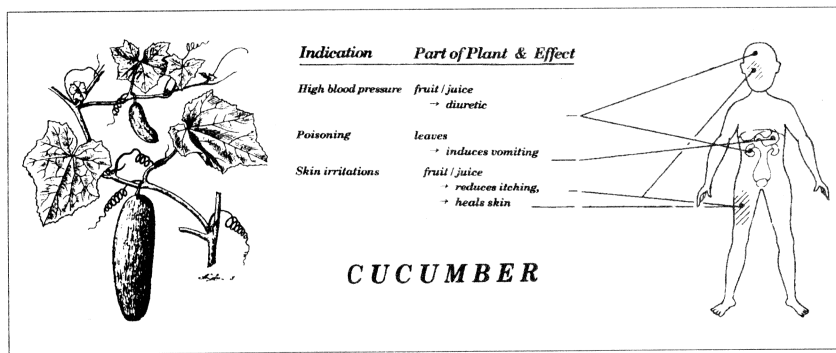 Indication Part of Plant & Effect
High blood pressure fruit / juice
→ diuretic
Poisoning leaves
→ induces vomiting
Skin irritations fruit / juice
→ reduces itching,
→ heals skin
CUCUMBER